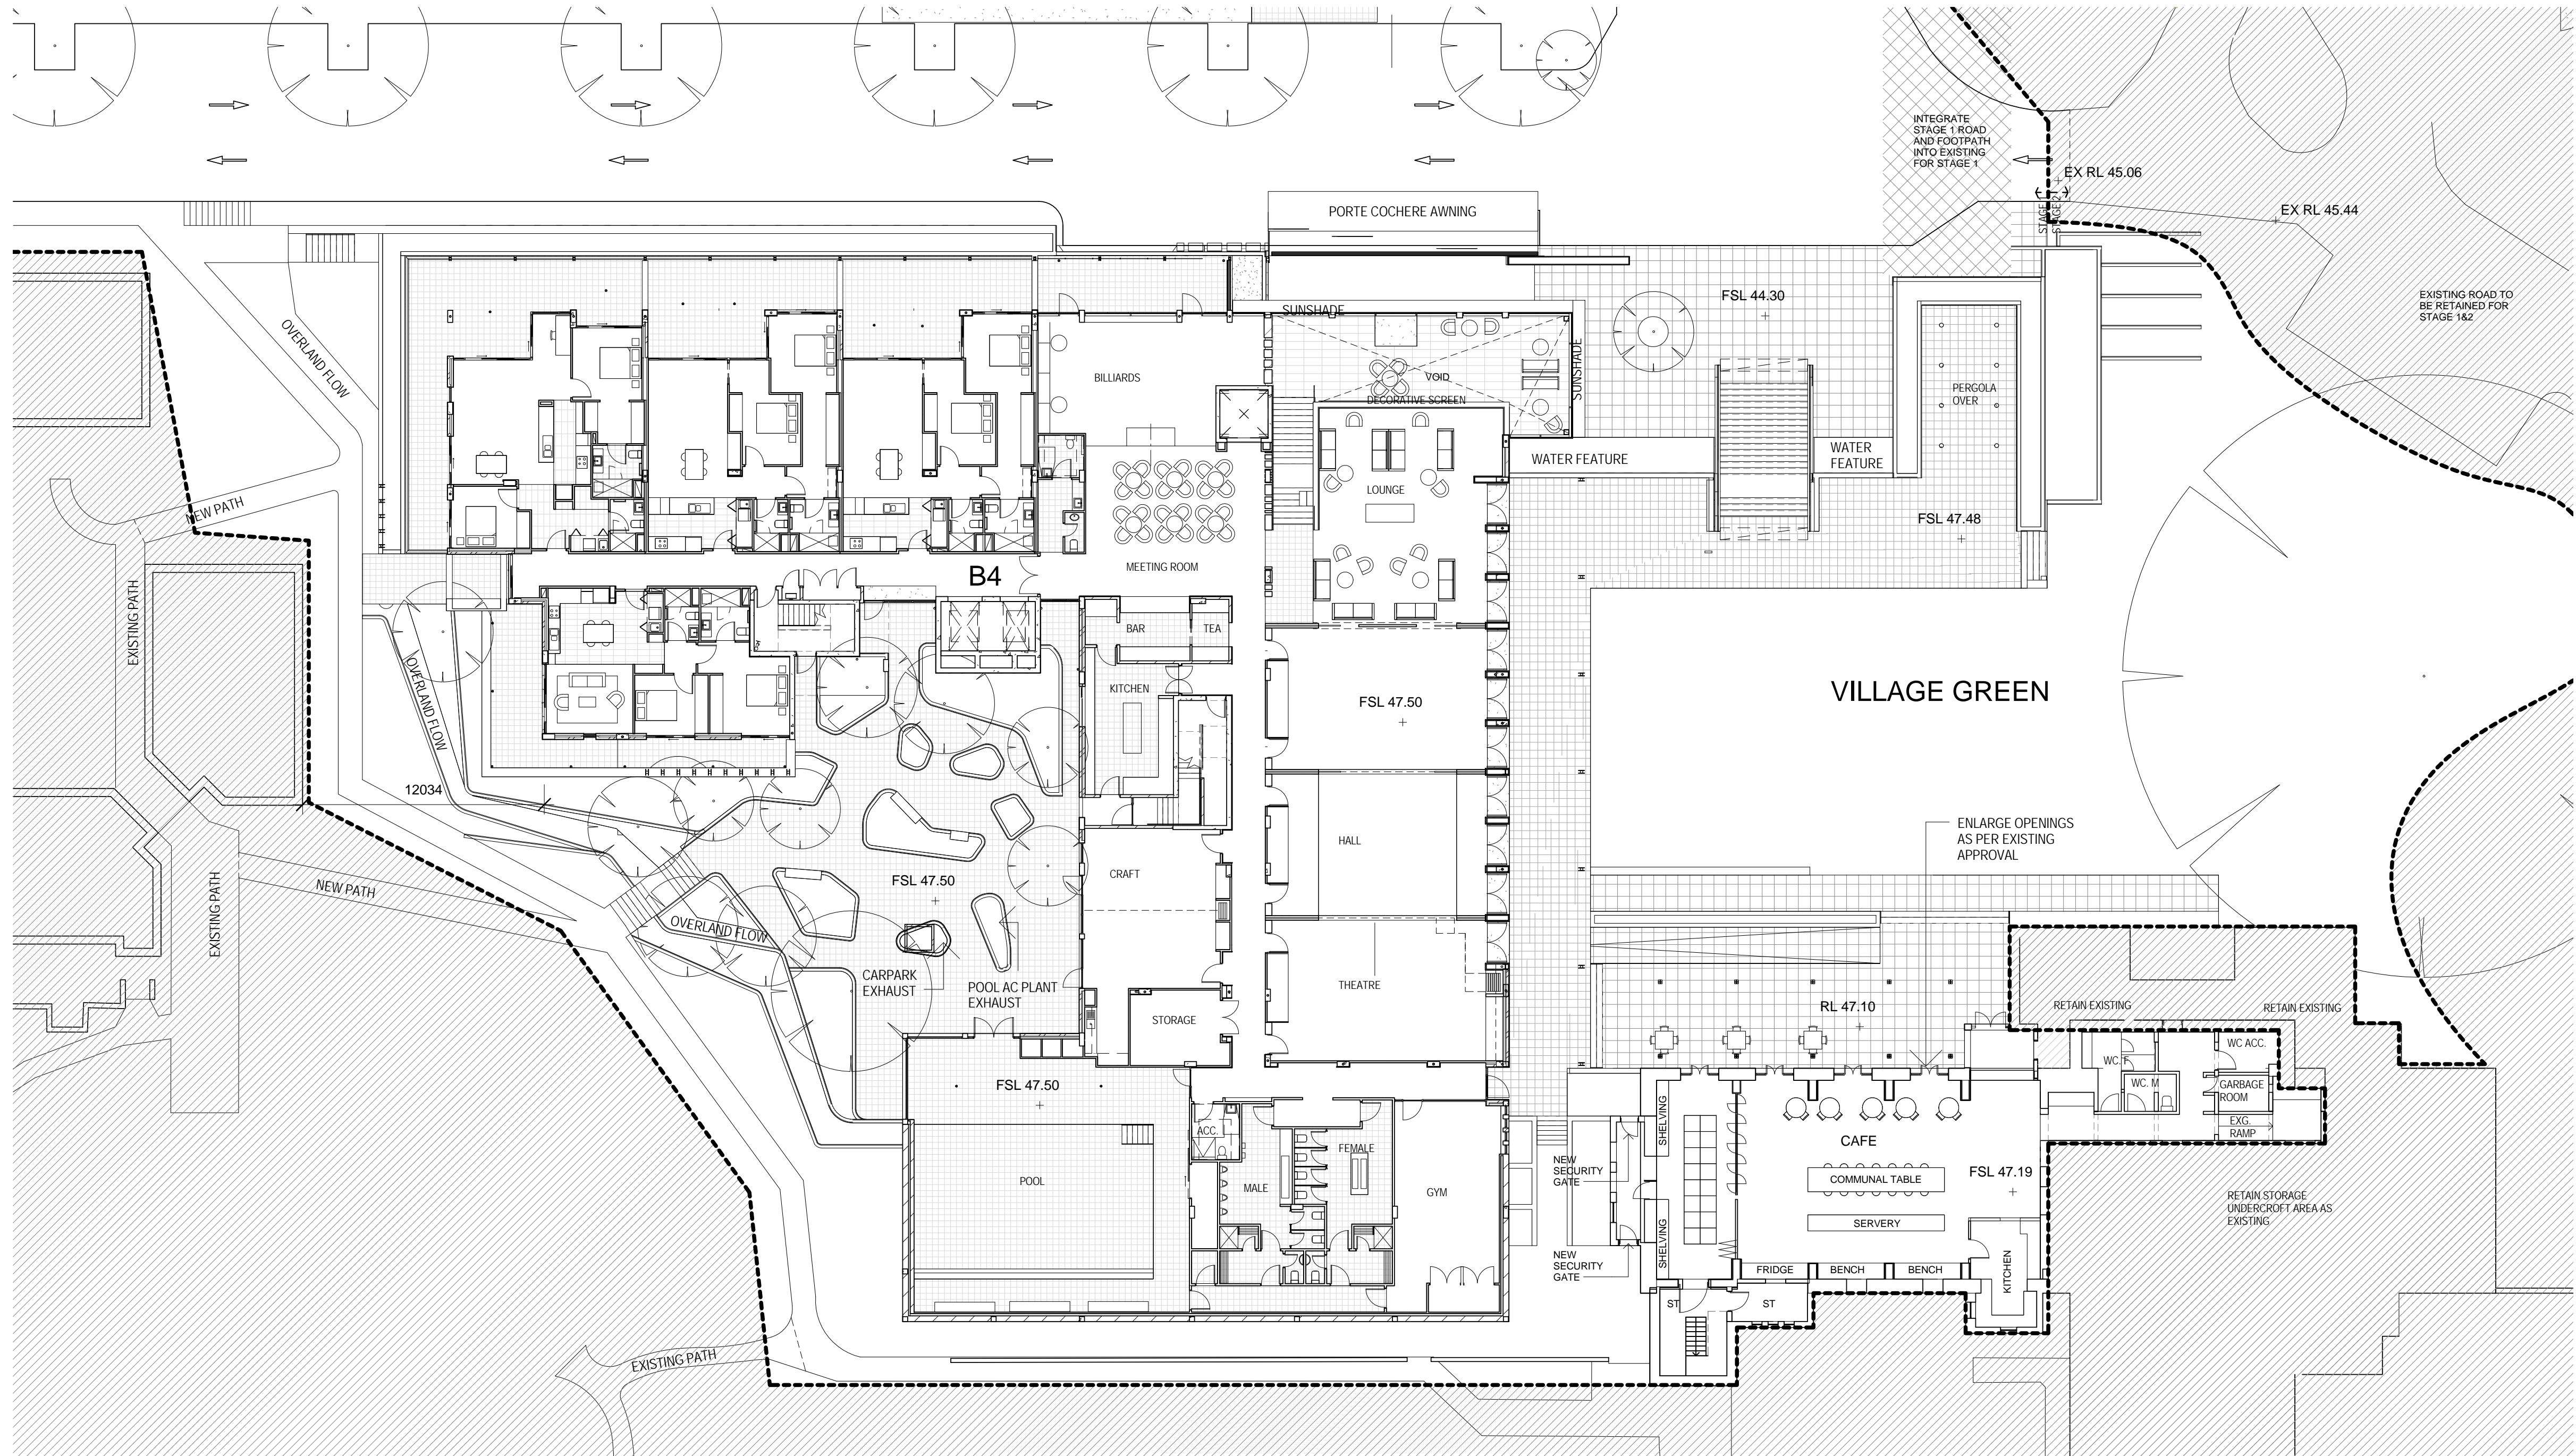 INTEGRATE
STAGE 1 ROAD
AND FOOTPATH
INTO EXISTING
FOR STAGE 1
EX RL 45.06
STAGE 1
STAGE 2
EX RL 45.44
PORTE COCHERE AWNING
EXISTING ROAD TO
BE RETAINED FOR
STAGE 1&2
FSL 44.30
SUNSHADE
SUNSHADE
OVERLAND FLOW
BILLIARDS
VOID
DECORATIVE SCREEN
PERGOLA
OVER
WATER FEATURE
WATER
FEATURE
LOUNGE
NEW PATH
FSL 47.48
B4
MEETING ROOM
EXISTING PATH
BAR
TEA
OVERLAND FLOW
KITCHEN
FSL 47.50
VILLAGE GREEN
12034
ENLARGE OPENINGS
AS PER EXISTING
APPROVAL
HALL
CRAFT
NEW PATH
EXISTING PATH
FSL 47.50
OVERLAND FLOW
CARPARK
EXHAUST
POOL AC PLANT
EXHAUST
THEATRE
STORAGE
RL 47.10
RETAIN EXISTING
RETAIN EXISTING
WC ACC.
WC. F
WC. M
GARBAGE
ROOM
EXG.
RAMP
FSL 47.50
ACC.
FEMALE
MALE
POOL
GYM
NEW
SECURITY
GATE
SHELVING
CAFE
COMMUNAL TABLE
FSL 47.19
SERVERY
RETAIN STORAGE
UNDERCROFT AREA AS
EXISTING
NEW
SECURITY
GATE
SHELVING
FRIDGE
BENCH
BENCH
KITCHEN
ST
ST
EXISTING PATH